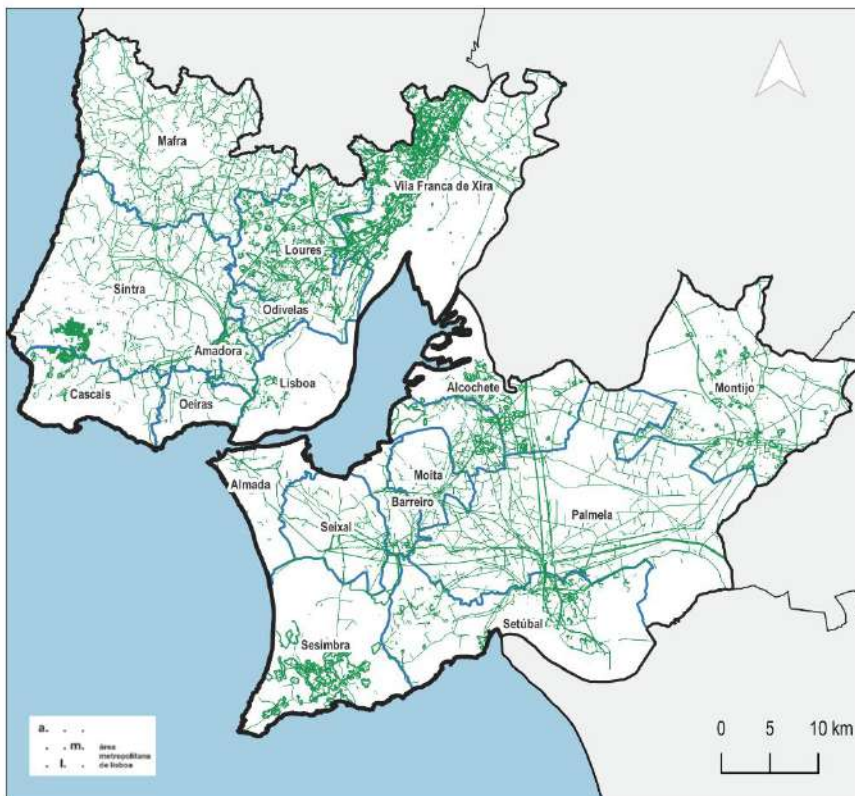 Mafra
Vila Franca de Xira
Loures
Sintra
Odivelas
Amadora
Lisboa
Cascais
Oeiras
Alcochete
Montijo
Moita
Almada
Barreiro
Seixal
Palmela
Setúbal
Sesimbra
a. . .
. . m. área
metropolitana
. l. . de lisboa
0 5 10 km